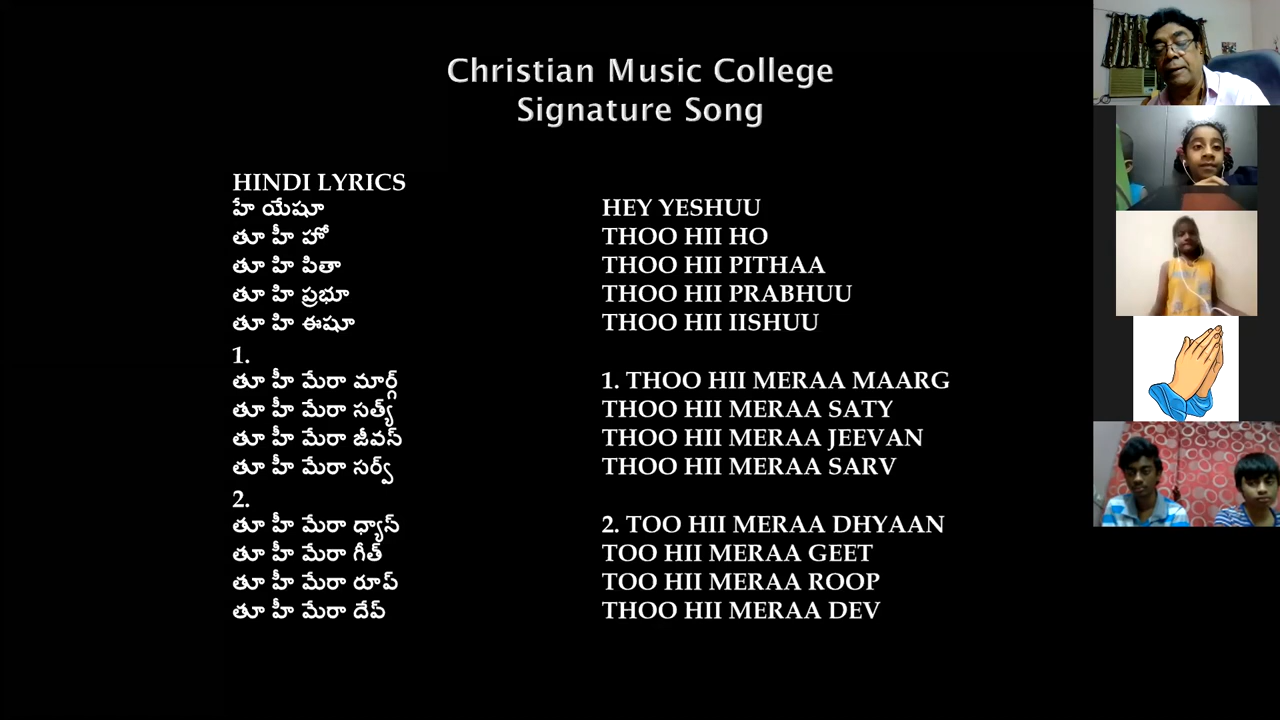 Christian Music College
Signature Song
HINDI LYRICS
హే యేషూ
తూ హీ హో
తూ హి పితా
తూ హి ప్రభూ
తూ హి ఈషూ
1.
తూ హీ మేరా మార్గ్
తూ హీ మేరా సత్య్
తూ హీ మేరా జీవన్
తూ హీ మేరా సర్వ్
2.
తూ హీ మేరా ధ్యాన్
తూ హీ మేరా గీత్
తూ హీ మేరా రూప్
తూ హీ మేరా దేవ్
HEY YESHUU
THOO HII HO
THOO HII PITHAA
THOO HII PRABHUU
THOO HII IISHUU
1. THOO HII MERAA MAARG
THOO HII MERAA SATY
THOO HII MERAA JEEVAN
THOO HII MERAA SARV
2. TOO HII MERAA DHYAAN
TOO HII MERAA GEET
TOO HII MERAA ROOP
THOO HII MERAA DEV